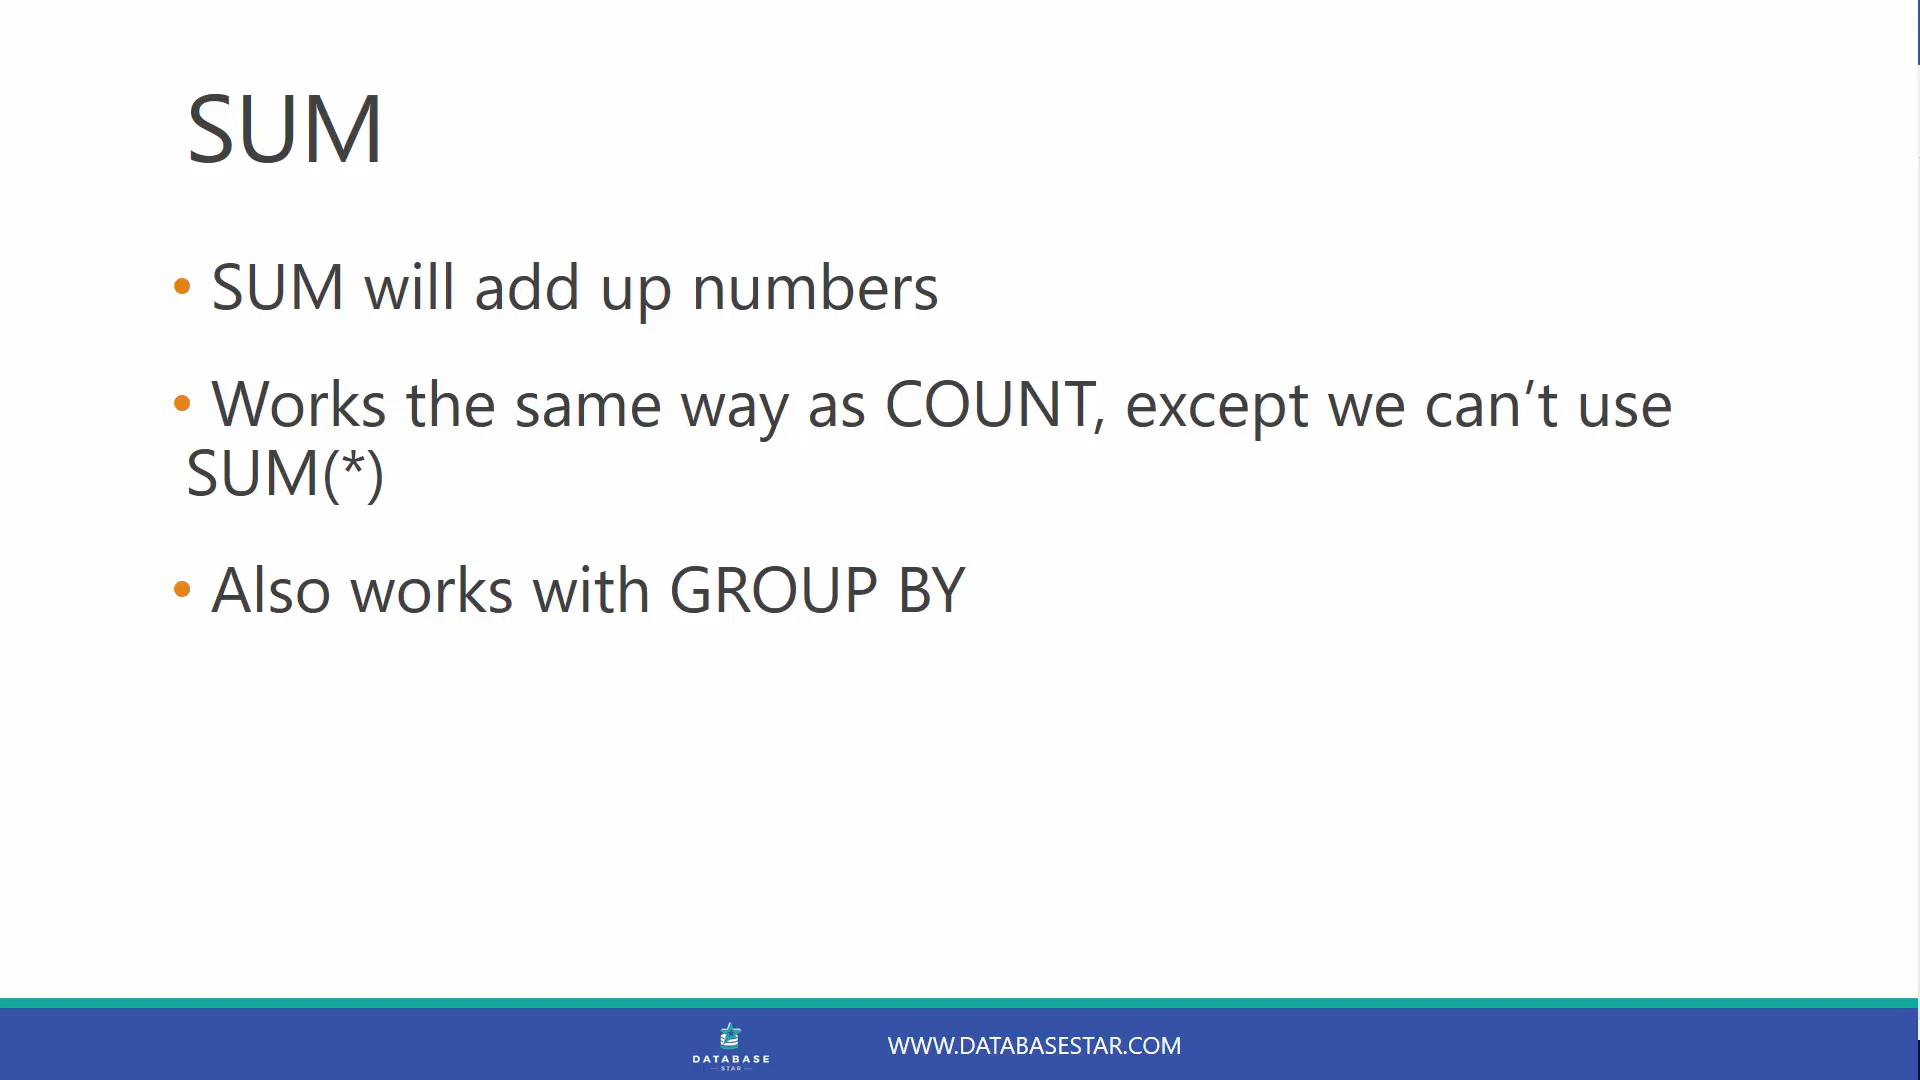 SUM
• SUM will add up numbers
• Works the same way as COUNT, except we can’t use
SUM(*)
• Also works with GROUP BY
DATABASE
STAR
WWW.DATABASESTAR.COM